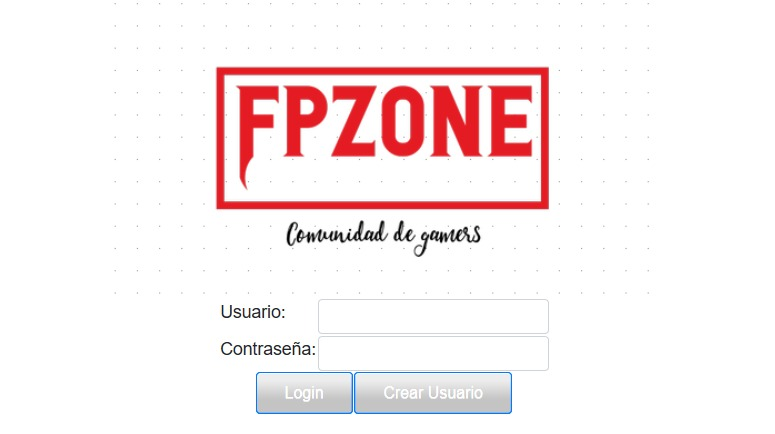 FPZONE
Comunidad de gamers
Usuario:
Contraseña:
Login Crear Usuario